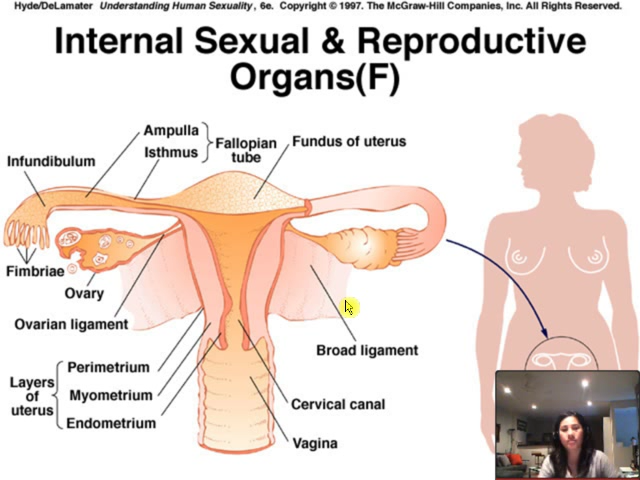 Hyde/DeLamater Understanding Human Sexuality, 6e. Copyright © 1997. The McGraw-Hill Companies, Inc. All Rights Reserved.
Internal Sexual & Reproductive
Organs(F)
Ampulla
Isthmus
Fallopian
tube
Fundus of uterus
Infundibulum
Fimbriae
Ovary
Ovarian ligament
Broad ligament
Layers
of
uterus
Perimetrium
Myometrium
Endometrium
Cervical canal
Vagina